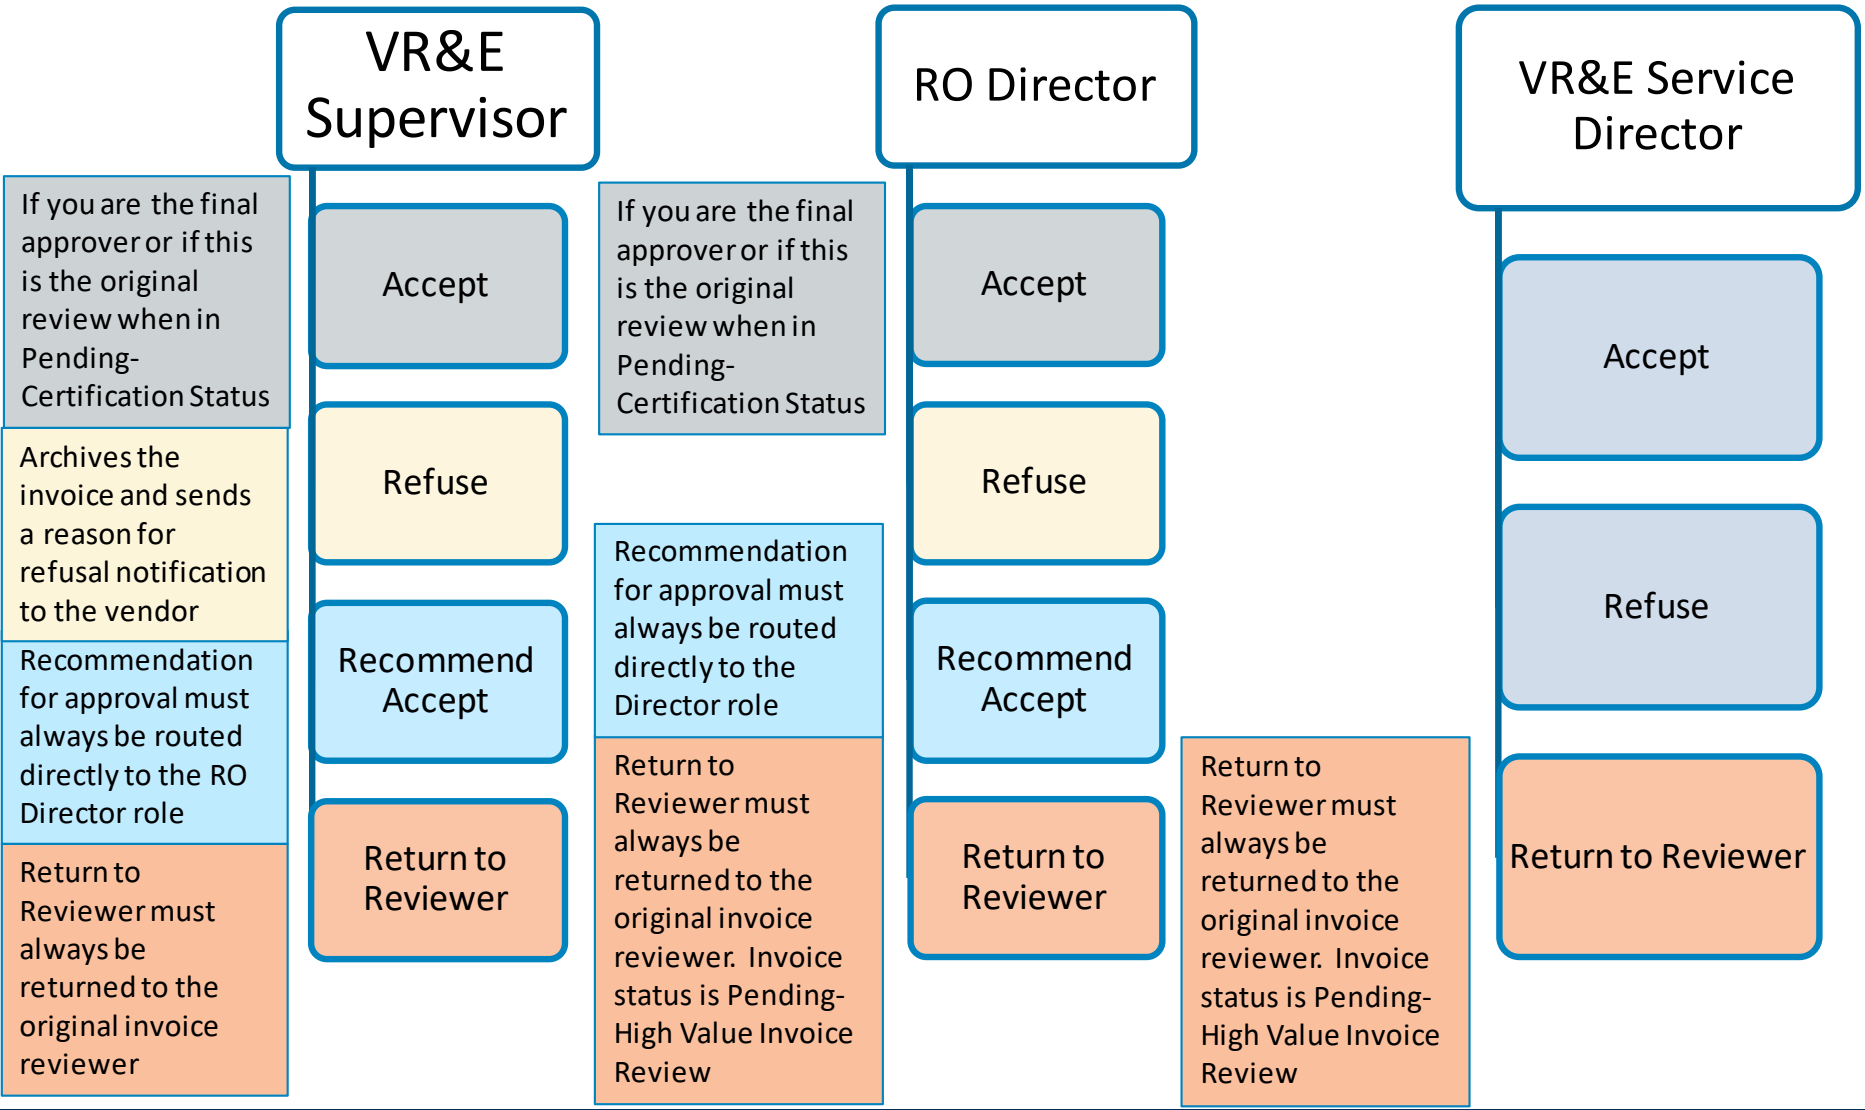 VR&E
Supervisor
If you are the final
approver or if this
is the original
review when in
Pending-
Certification Status
Accept
Archives the
invoice and sends
a reason for
refusal notification
to the vendor
Refuse
Recommendation
for approval must
always be routed
directly to the RO
Director role
Recommend
Accept
Return to
Reviewer must
always be
returned to the
original invoice
reviewer
Return to
Reviewer
RO Director
If you are the final
approver or if this
is the original
review when in
Pending-
Certification Status
Accept
Refuse
Recommendation
for approval must
always be routed
directly to the
Director role
Recommend
Accept
Return to
Reviewer must
always be
returned to the
original invoice
reviewer.  Invoice
status is Pending-
High Value Invoice
Review
Return to
Reviewer
VR&E Service
Director
Accept
Refuse
Return to
Reviewer must
always be
returned to the
original invoice
reviewer.  Invoice
status is Pending-
High Value Invoice
Review
Return to Reviewer